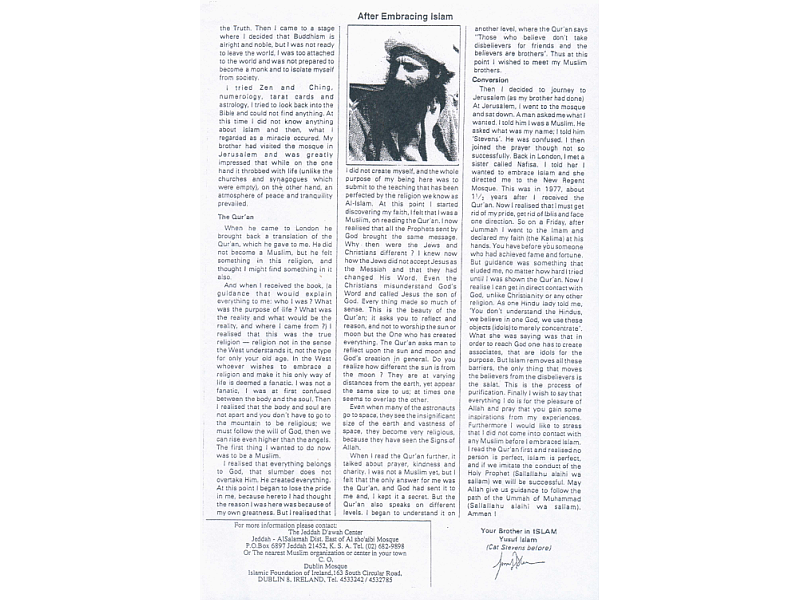 After Embracing Islam
the Truth. Then I came to a stage
where I decided that Buddhism is
alright and noble, but I was not ready
to leave the world, I was too attached
to the world and was not prepared to
become a monk and to isolate myself
from society.
I tried Zen and Ching,
numerology, tarat cards and
astrology, I tried to look back into the
Bible and could not find anything. At
this time I did not know anything
about Islam and then, what I
regarded as a miracle occured. My
brother had visited the mosque in
Jerusalem and was greatly
impressed that while on the one
hand it throbbed with life (unlike the
churches and synagogues which
were empty), on the other hand, an
atmosphere of peace and tranquility
prevailed.
The Qur'an
When he came to London he
brought back a translation of the
Qur'an, which he gave to me. He did
not become a Muslim, but he felt
something in this religion, and
thought I might find something in it
also.
And when I received the book, (a
guidance that would explain
everything to me: who I was ? What
was the purpose of life ? What was
the reality and what would be the
reality, and where I came from ?) I
realised that this was the true
religion — religion not in the sense
the West understands it, not the type
for only your old age. In the West
whoever wishes to embrace a
religion and make it his only way of
life is deemed a fanatic. I was not a
fanatic, I was at first confused
between the body and the soul. Then
I realised that the body and soul are
not apart and you don't have to go to
the mountain to be religious; we
must follow the will of God, then we
can rise even higher than the angels.
The first thing I wanted to do now
was to be a Muslim.
I realised that everything belongs
to God, that slumber does not
overtake Him. He created everything.
At this point I began to lose the pride
in me, because hereto I had thought
the reason I was here was because of
my own greatness. But I realised that
I did not create myself, and the whole
purpose of my being here was to
submit to the teaching that has been
perfected by the religion we know as
Al-Islam. At this point I started
discovering my faith, I felt that I was a
Muslim, on reading the Qur'an. I now
realised that all the Prophets sent by
God brought the same message.
Why then were the Jews and
Christians different ? I knew now
how the Jews did not accept Jesus as
the Messiah and that they had
changed His Word. Even the
Christians misunderstand God's
Word and called Jesus the son of
God. Every thing made so much of
sense. This is the beauty of the
Qur'an; it asks you to reflect and
reason, and not to worship the sun or
moon but the One who has created
everything. The Qur'an asks man to
reflect upon the sun and moon and
God's creation in general. Do you
realize how different the sun is from
the moon ? They are at varying
distances from the earth, yet appear
the same size to us; at times one
seems to overlap the other.
Even when many of the astronauts
go to space, they see the insignificant
size of the earth and vastness of
space, they become very religious,
because they have seen the Signs of
Allah.
When I read the Qur'an further, it
talked about prayer, kindness and
charity. I was not a Muslim yet, but I
felt that the only answer for me was
the Qur'an, and God had sent it to
me and, I kept it a secret. But the
Qur'an also speaks on different
levels. I began to understand it on
another level, where the Qur'an says
"Those who believe don't take
disbelievers for friends and the
believers are brothers". Thus at this
point I wished to meet my Muslim
brothers.
Conversion
Then I decided to journey to
Jerusalem (as my brother had done)
At Jerusalem, I went to the mosque
and sat down. A man asked me what I
wanted. I told him I was a Muslim. He
asked what was my name; I told him
'Stevens'. He was confused. I then
joined the prayer though not so
successfully. Back in London, I met a
sister called Nafisa. I told her I
wanted to embrace Islam and she
directed me to the New Regent
Mosque. This was in 1977, about
1½ years after I received the
Quran. Now I realised that I must get
rid of my pride, get rid of Iblis and face
one direction. So on a Friday, after
Jummah I went to the Imam and
declared my faith (the Kalima) at his
hands. You have before you someone
who had achieved fame and fortune.
But guidance was something that
eluded me, no matter how hard I tried
until I was shown the Qur'an. Now I
realise I can get in direct contact with
God, unlike Christianity or any other
religion. As one Hindu lady told me,
'You don't understand the Hindus,
we believe in one God, we use these
objects (idols) to merely concentrate'.
What she was saying was that in
order to reach God one has to create
associates, that are idols for the
purpose. But Islam removes all these
barriers, the only thing that moves
the believers from the disbelievers is
the salat. This is the process of
purification. Finally I wish to say that
everything I do is for the pleasure of
Allah and pray that you gain some
inspirations from my experiences.
Furthermore I would like to stress
that I did not come into contact with
any Muslim before I embraced Islam.
I read the Qur'an first and realised no
person is perfect, Islam is perfect,
and if we imitate the conduct of the
Holy Prophet (Sallallahu alaihi wa
sallam) we will be successful. May
Allah give us guidance to follow the
path of the Ummah of Muhammad
(Sallallahu alaihi wa sallam).
Ameen !
Your Brother in ISLAM
Yusuf Islam
(Cat Stevens before)
For more information please contact:
The Jeddah D'awah Center
Jeddah - AlSalamah Dist. East of Al sho'aibi Mosque
P.O.Box 6897 Jeddah 21452, K. S. A. Tel. (02) 682-9898
Or The nearest Muslim organization or center in your town
C. O.
Dublin Mosque
Islamic Foundation of Ireland,163 South Circular Road,
DUBLIN 8, IRELAND, Tel. 4533242 / 4532785